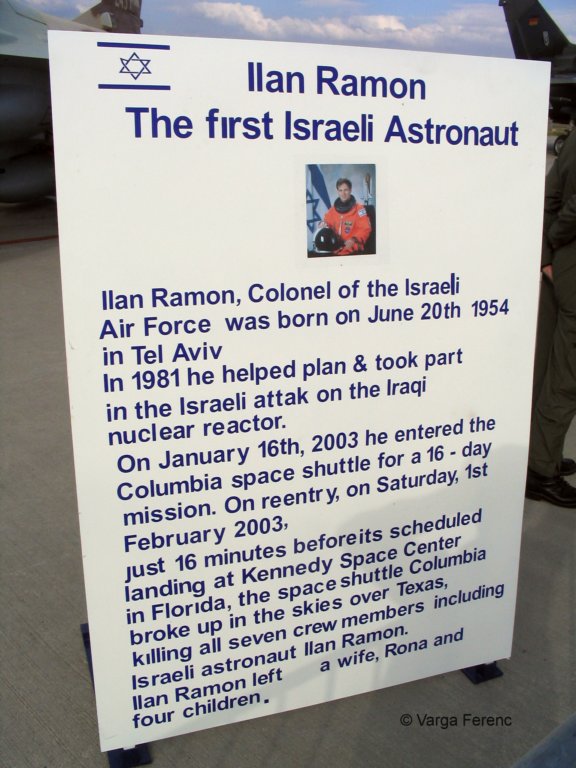 Ilan Ramon
The first Israeli Astronaut
Ilan Ramon, Colonel of the Israeli
Air Force was born on June 20th 1954
in Tel Aviv
In 1981 he helped plan & took part
in the Israeli attak on the Iraqi
nuclear reactor.
On January 16th, 2003 he entered the
Columbia space shuttle for a 16 - day
mission. On reentry, on Saturday, 1st
February 2003,
just 16 minutes beforeits scheduled
landing at Kennedy Space Center
in Florida, the space shuttle Columbia
broke up in the skies over Texas,
killing all seven crew members including
Israeli astronaut Ilan Ramon.
Ilan Ramon left a wife, Rona and
four children.
© Varga Ferenc